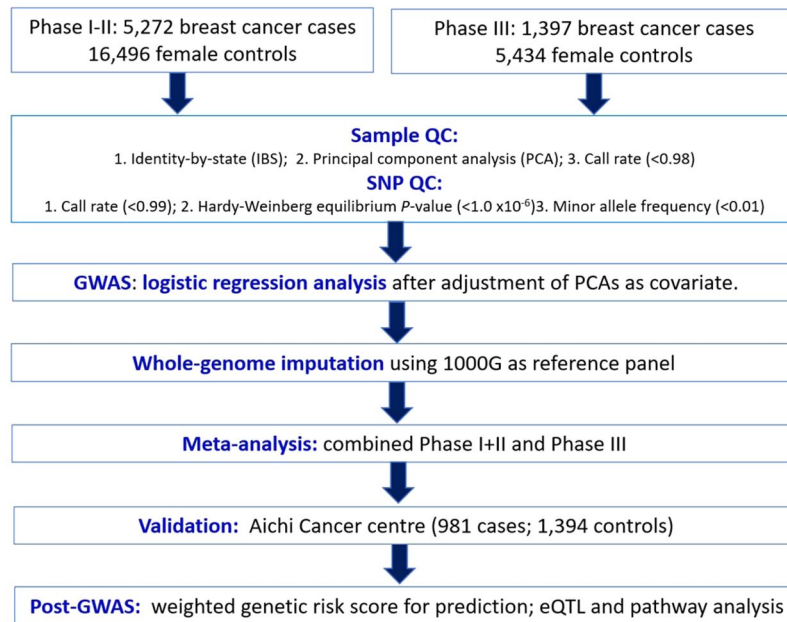 Phase I-II: 5,272 breast cancer cases
16,496 female controls
Phase III: 1,397 breast cancer cases
5,434 female controls
Sample QC:
1. Identity-by-state (IBS); 2. Principal component analysis (PCA); 3. Call rate (<0.98)
SNP QC:
1. Call rate (<0.99); 2. Hardy-Weinberg equilibrium P-value (<1.0 x10⁻⁶)3. Minor allele frequency (<0.01)
GWAS: logistic regression analysis after adjustment of PCAs as covariate.
Whole-genome imputation using 1000G as reference panel
Meta-analysis: combined Phase I+II and Phase III
Validation: Aichi Cancer centre (981 cases; 1,394 controls)
Post-GWAS: weighted genetic risk score for prediction; eQTL and pathway analysis